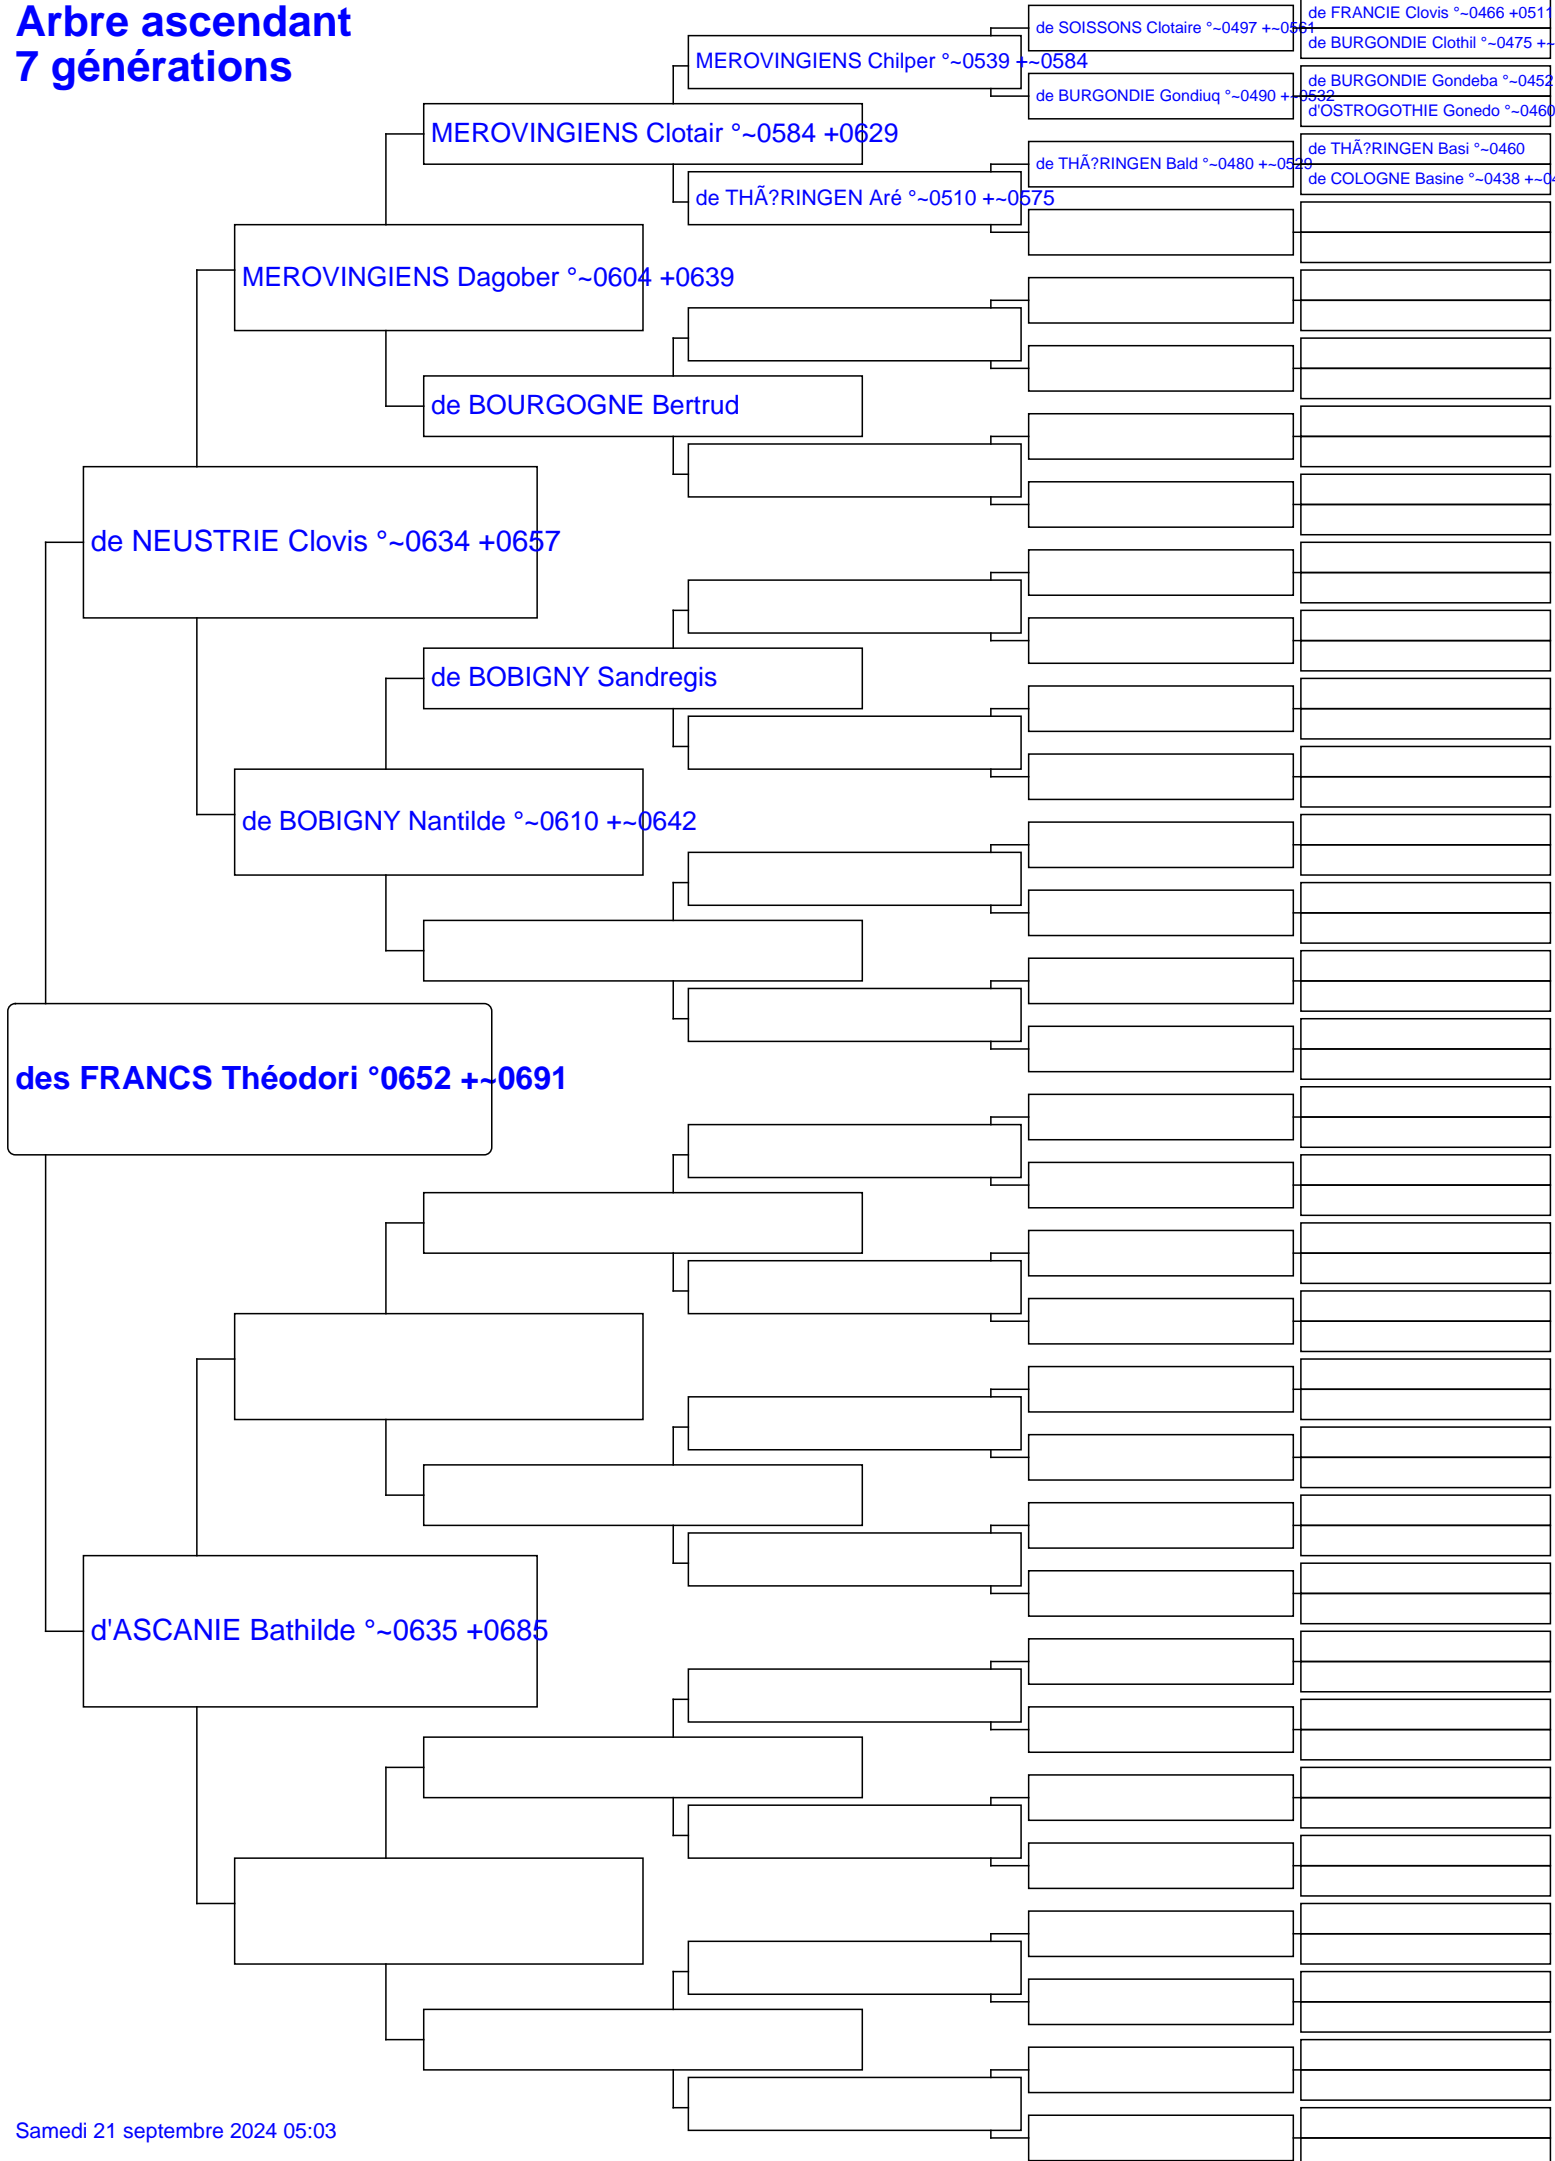 Arbre ascendant
7 générations
de FRANCIE Clovis °~0466 +0511
de SOISSONS Clotaire °~0497 +~0561
de BURGONDIE Clothil °~0475 +~
MEROVINGIENS Chilper °~0539 +~0584
de BURGONDIE Gondeba °~0452
de BURGONDIE Gondiuq °~0490 +~0532
d'OSTROGOTHIE Gonedo °~0460
MEROVINGIENS Clotair °~0584 +0629
de THÃ?RINGEN Basi °~0460
de THÃ?RINGEN Bald °~0480 +~0529
de COLOGNE Basine °~0438 +~04
de THÃ?RINGEN Aré °~0510 +~0575
MEROVINGIENS Dagober °~0604 +0639
de BOURGOGNE Bertrud
de NEUSTRIE Clovis °~0634 +0657
de BOBIGNY Sandregis
de BOBIGNY Nantilde °~0610 +~0642
des FRANCS Théodori °0652 +~0691
d'ASCANIE Bathilde °~0635 +0685
Samedi 21 septembre 2024 05:03